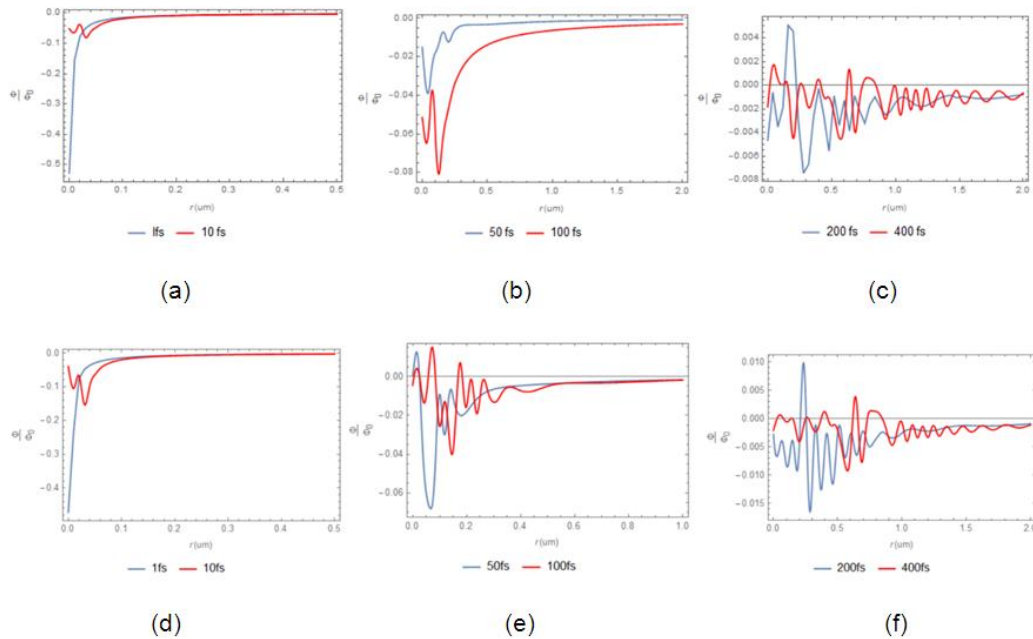 0.0
-0.1
-0.2
-0.3
-0.4
-0.5
Φ
Φ0
0.0 0.1 0.2 0.3 0.4 0.5
r(um)
lfs 10 fs
(a)
0.00
-0.02
-0.04
-0.06
-0.08
Φ
Φ0
0.0 0.5 1.0 1.5 2.0
r(um)
50 fs 100 fs
(b)
0.004
0.002
0.000
-0.002
-0.004
-0.006
-0.008
Φ
Φ0
0.0 0.5 1.0 1.5 2.0
r(um)
200 fs 400 fs
(c)
0.0
-0.1
-0.2
-0.3
-0.4
Φ
Φ0
0.0 0.1 0.2 0.3 0.4 0.5
r(um)
1fs 10fs
(d)
0.00
-0.02
-0.04
-0.06
Φ
Φ0
0.0 0.2 0.4 0.6 0.8 1.0
r(um)
50fs 100fs
(e)
0.010
0.005
0.000
-0.005
-0.010
-0.015
Φ
Φ0
0.0 0.5 1.0 1.5 2.0
r(um)
200fs 400fs
(f)